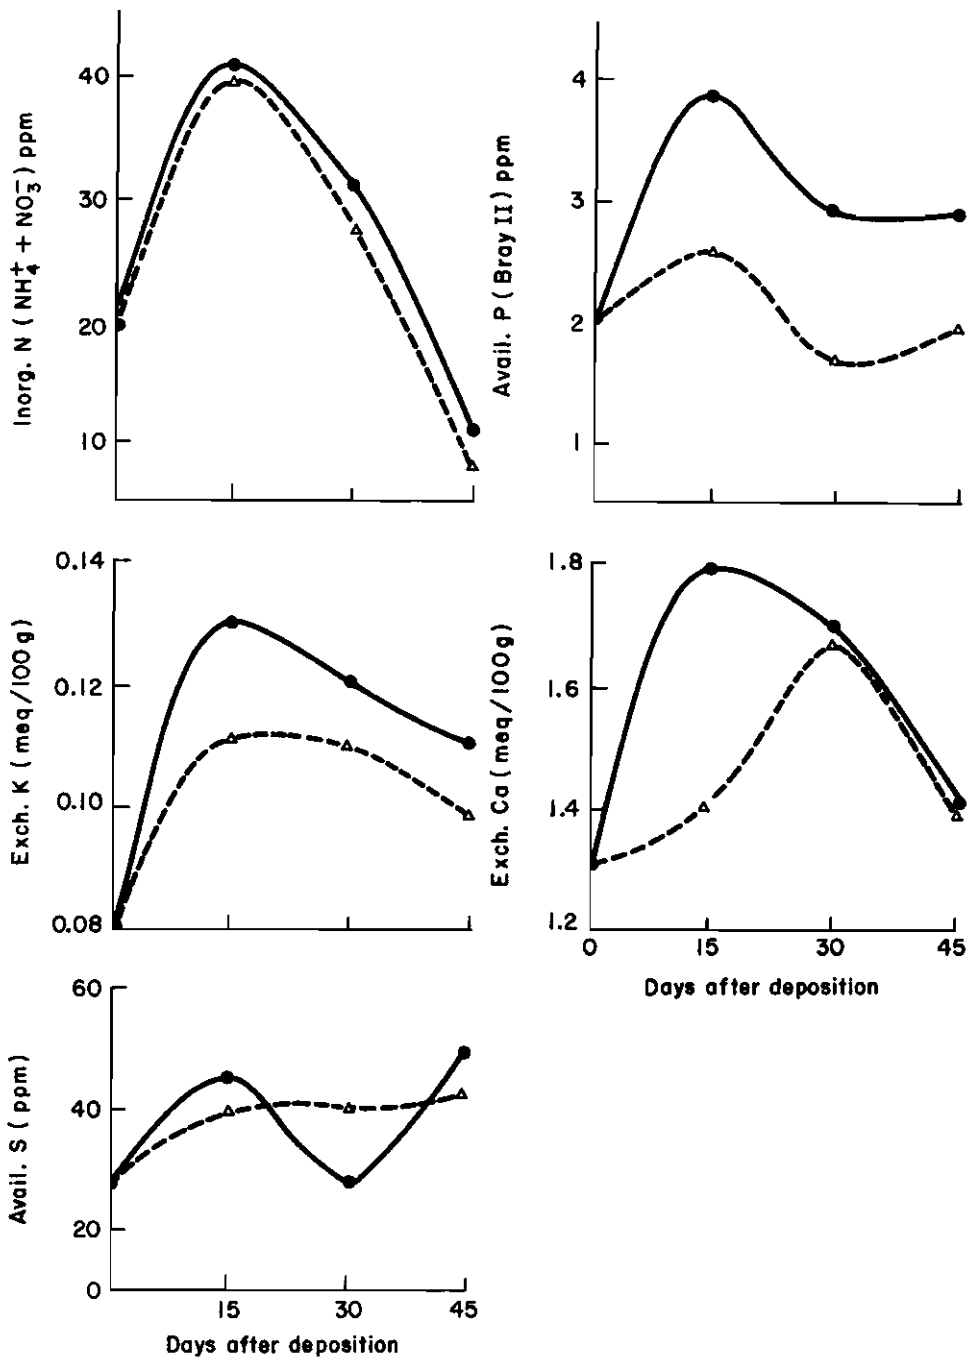 Inorg. N ( NH₄⁺ + NO₃⁻ ) ppm
40
30
20
10
Avail. P ( Bray II ) ppm
4
3
2
1
Exch. K ( meq/100g )
0.14
0.12
0.10
0.08
Exch. Ca ( meq/100g )
1.8
1.6
1.4
1.2
0 15 30 45
Days after deposition
Avail. S ( ppm )
60
40
20
0
15 30 45
Days after deposition